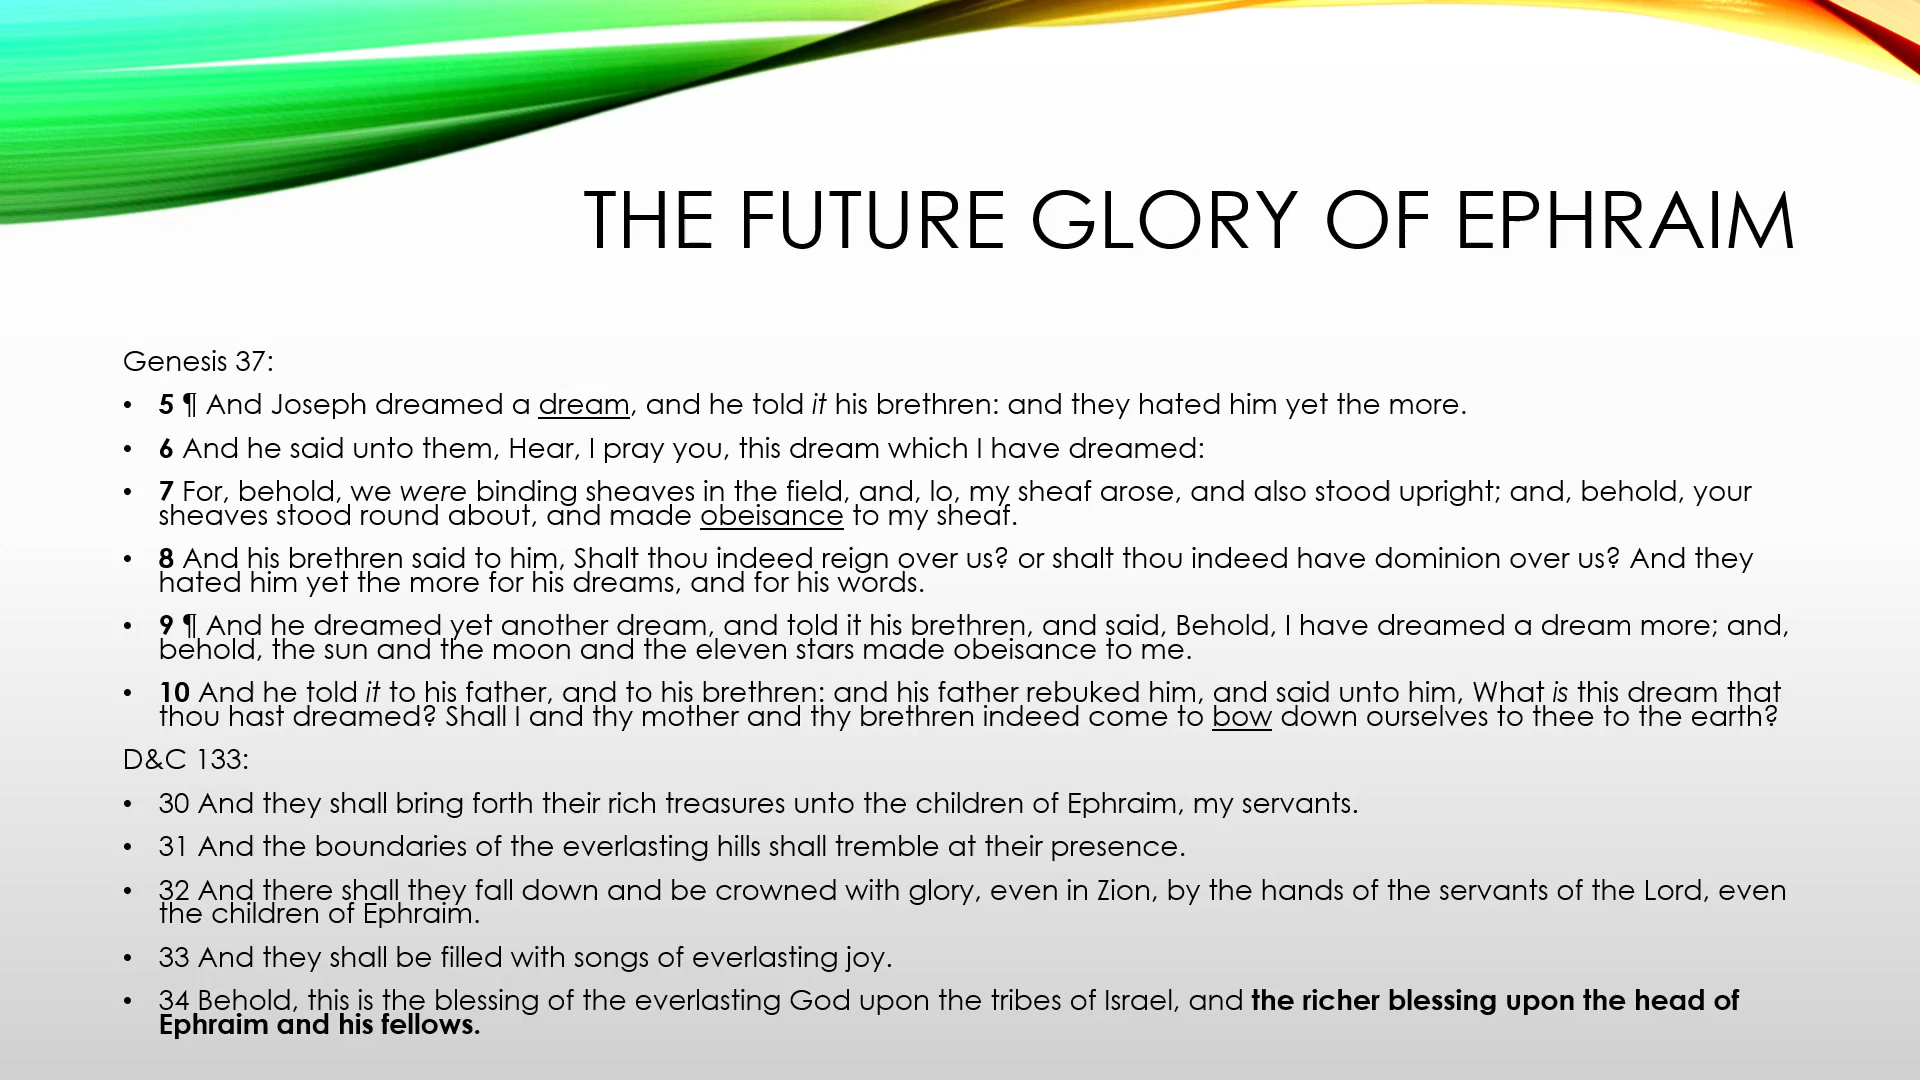 THE FUTURE GLORY OF EPHRAIM
Genesis 37:
• 5 ¶ And Joseph dreamed a dream, and he told it his brethren: and they hated him yet the more.
• 6 And he said unto them, Hear, I pray you, this dream which I have dreamed:
• 7 For, behold, we were binding sheaves in the field, and, lo, my sheaf arose, and also stood upright; and, behold, your
sheaves stood round about, and made obeisance to my sheaf.
• 8 And his brethren said to him, Shalt thou indeed reign over us? or shalt thou indeed have dominion over us? And they
hated him yet the more for his dreams, and for his words.
• 9 ¶ And he dreamed yet another dream, and told it his brethren, and said, Behold, I have dreamed a dream more; and,
behold, the sun and the moon and the eleven stars made obeisance to me.
• 10 And he told it to his father, and to his brethren: and his father rebuked him, and said unto him, What is this dream that
thou hast dreamed? Shall I and thy mother and thy brethren indeed come to bow down ourselves to thee to the earth?
D&C 133:
• 30 And they shall bring forth their rich treasures unto the children of Ephraim, my servants.
• 31 And the boundaries of the everlasting hills shall tremble at their presence.
• 32 And there shall they fall down and be crowned with glory, even in Zion, by the hands of the servants of the Lord, even
the children of Ephraim.
• 33 And they shall be filled with songs of everlasting joy.
• 34 Behold, this is the blessing of the everlasting God upon the tribes of Israel, and the richer blessing upon the head of
Ephraim and his fellows.